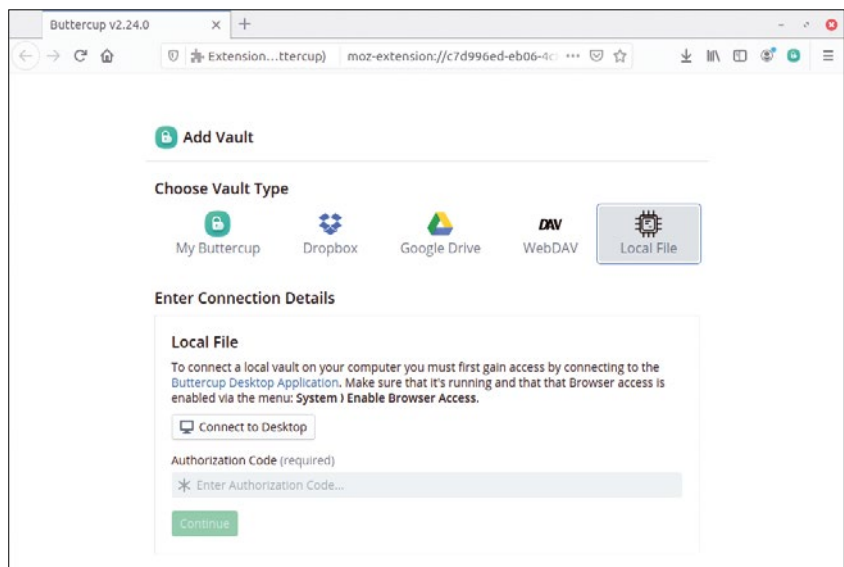 Buttercup v2.24.0
Extension...ttercup) moz-extension://c7d996ed-eb06-4c
Add Vault
Choose Vault Type
My Buttercup Dropbox Google Drive DAV WebDAV Local File
Enter Connection Details
Local File
To connect a local vault on your computer you must first gain access by connecting to the
Buttercup Desktop Application. Make sure that it's running and that that Browser access is
enabled via the menu: System ⟩ Enable Browser Access.
Connect to Desktop
Authorization Code (required)
Enter Authorization Code...
Continue